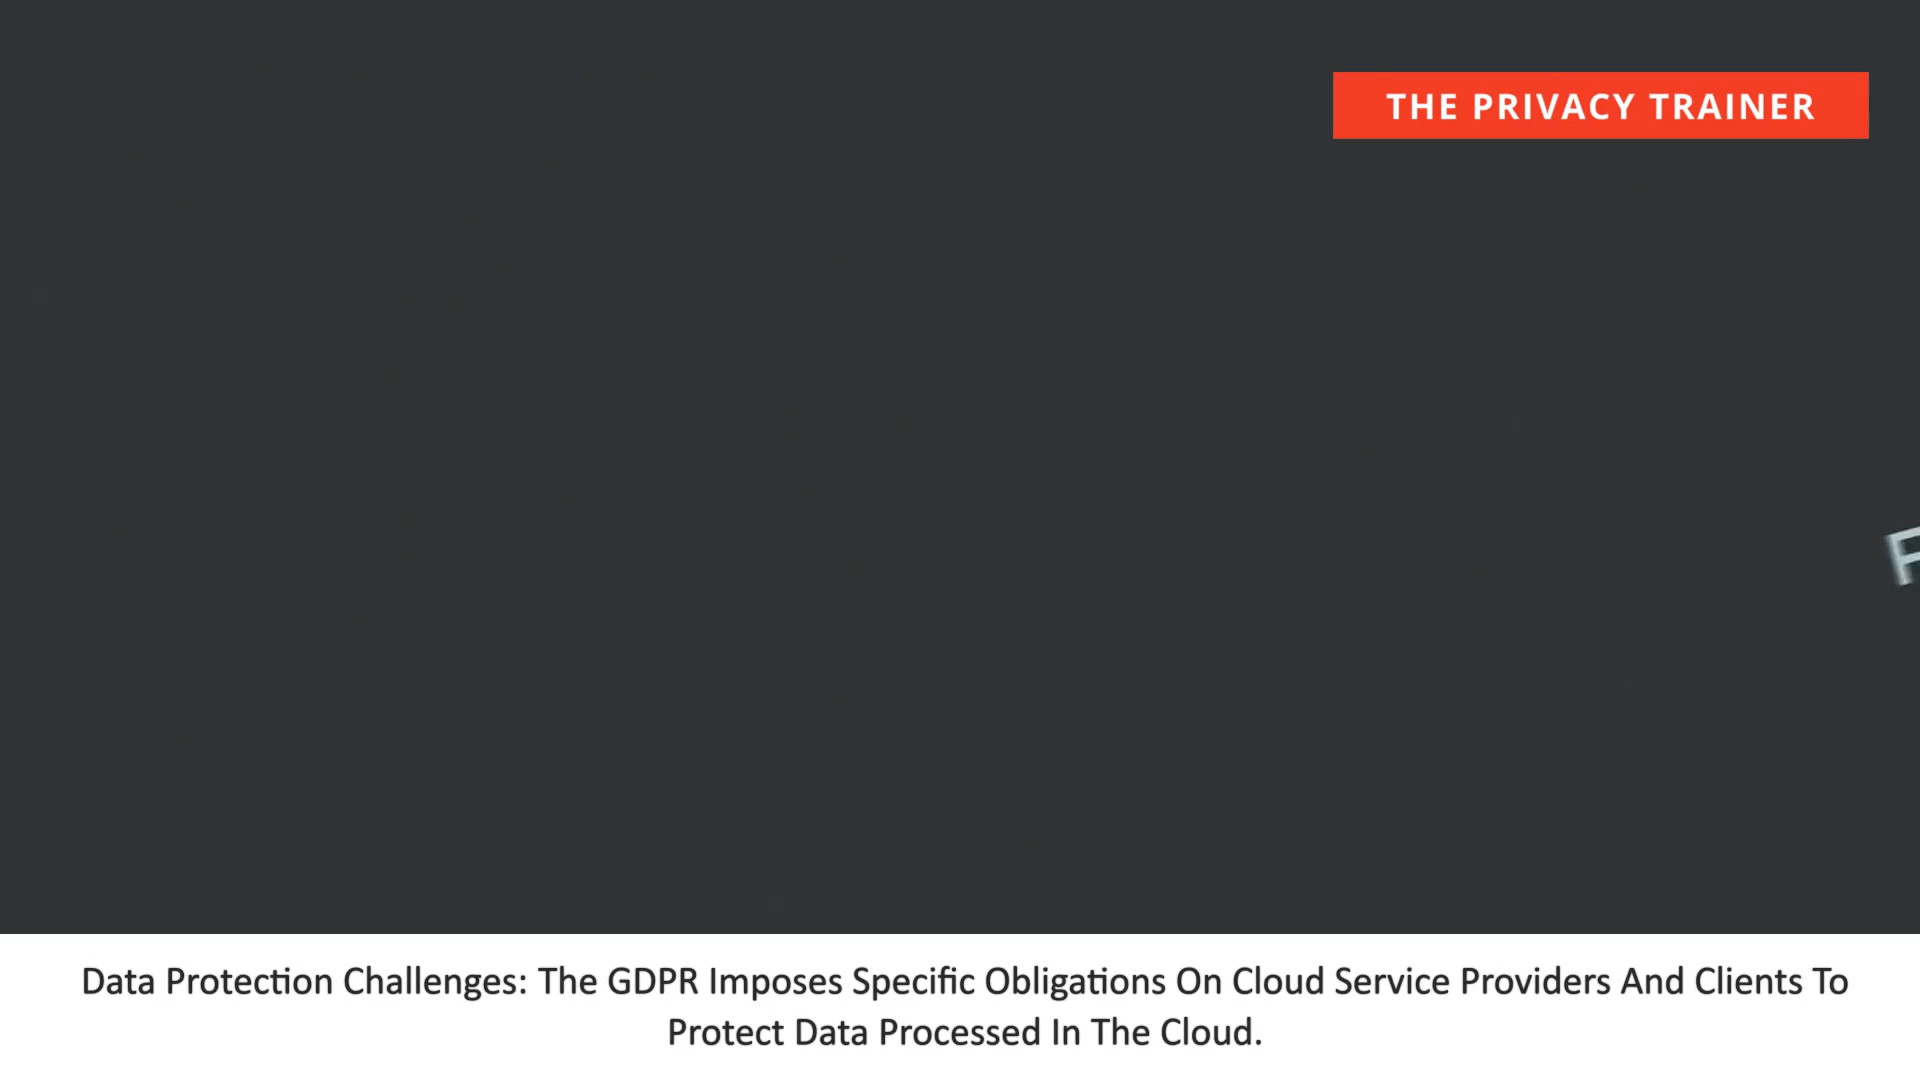 THE PRIVACY TRAINER
Data Protection Challenges: The GDPR Imposes Specific Obligations On Cloud Service Providers And Clients To
Protect Data Processed In The Cloud.